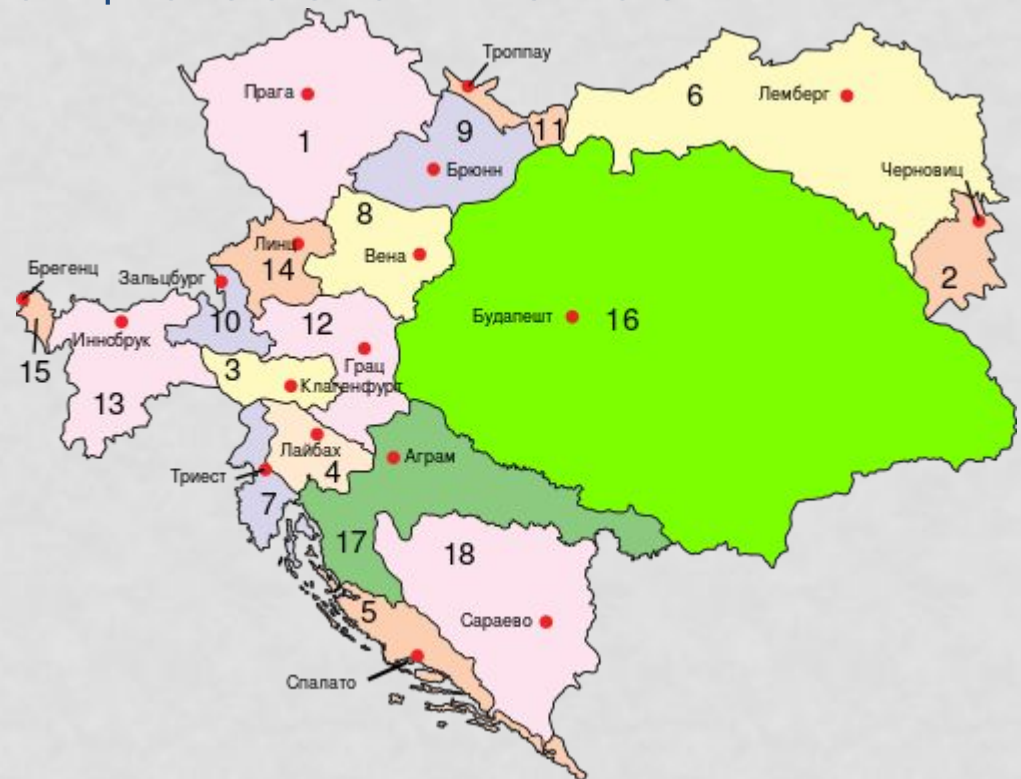 Троппау
Прага
6
Лемберг
1
9
11
Брюнн
Черновиц
8
Линц
Вена
14
2
Брегенц
Зальцбург
10
12
Будапешт
16
Иннобрук
15
3
Грац
Клагенфурт
13
Лайбах
4
Аграм
Триест
7
17
18
5
Сараево
Спалато